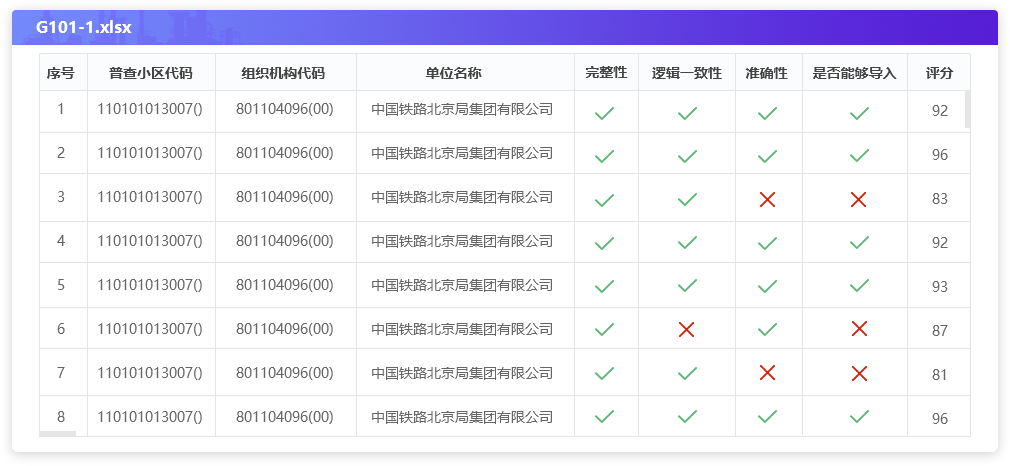 G101-1.xlsx
序号 普查小区代码 组织机构代码 单位名称 完整性 逻辑一致性 准确性 是否能够导入 评分
1 110101013007() 801104096(00) 中国铁路北京局集团有限公司 92
2 110101013007() 801104096(00) 中国铁路北京局集团有限公司 96
3 110101013007() 801104096(00) 中国铁路北京局集团有限公司 83
4 110101013007() 801104096(00) 中国铁路北京局集团有限公司 92
5 110101013007() 801104096(00) 中国铁路北京局集团有限公司 93
6 110101013007() 801104096(00) 中国铁路北京局集团有限公司 87
7 110101013007() 801104096(00) 中国铁路北京局集团有限公司 81
8 110101013007() 801104096(00) 中国铁路北京局集团有限公司 96